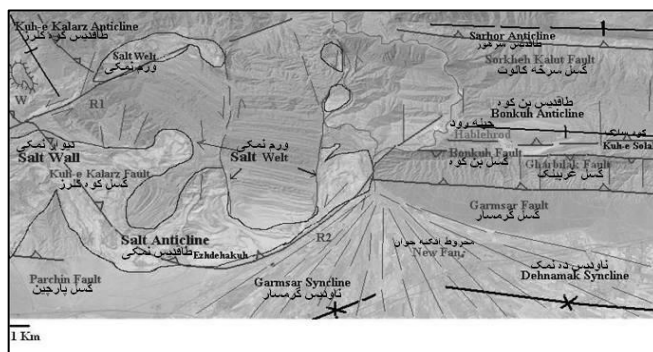 Kuh-e Kalarz Anticline
طاقدیس کوه کلرز
Salt Welt
ورم نمکی
W
R1
دیوار نمکی
Salt Wall
Kuh-e Kalarz Fault
گسل کوه کلرز
ورم نمکی
Salt Welt
Salt Anticline
طاقدیس نمکی
Ezhdehakuh
R2
Parchin Fault
گسل پارچین
Garmsar Syncline
ناودیس گرمسار
Sarhor Anticline
طاقدیس سرهور
Sorkheh Kalut Fault
گسل سرخه کالوت
طاقدیس بن کوه
Bonkuh Anticline
حبله رود
Hablehrod
Kuh-e Sola
Bonkuh Fault
گسل بن کوه
Gharbilak Fault
گسل غربیلک
Garmsar Fault
گسل گرمسار
مخروط افکنه جوان
New Fan
ناودیس ده نمک
Dehnamak Syncline
1 Km